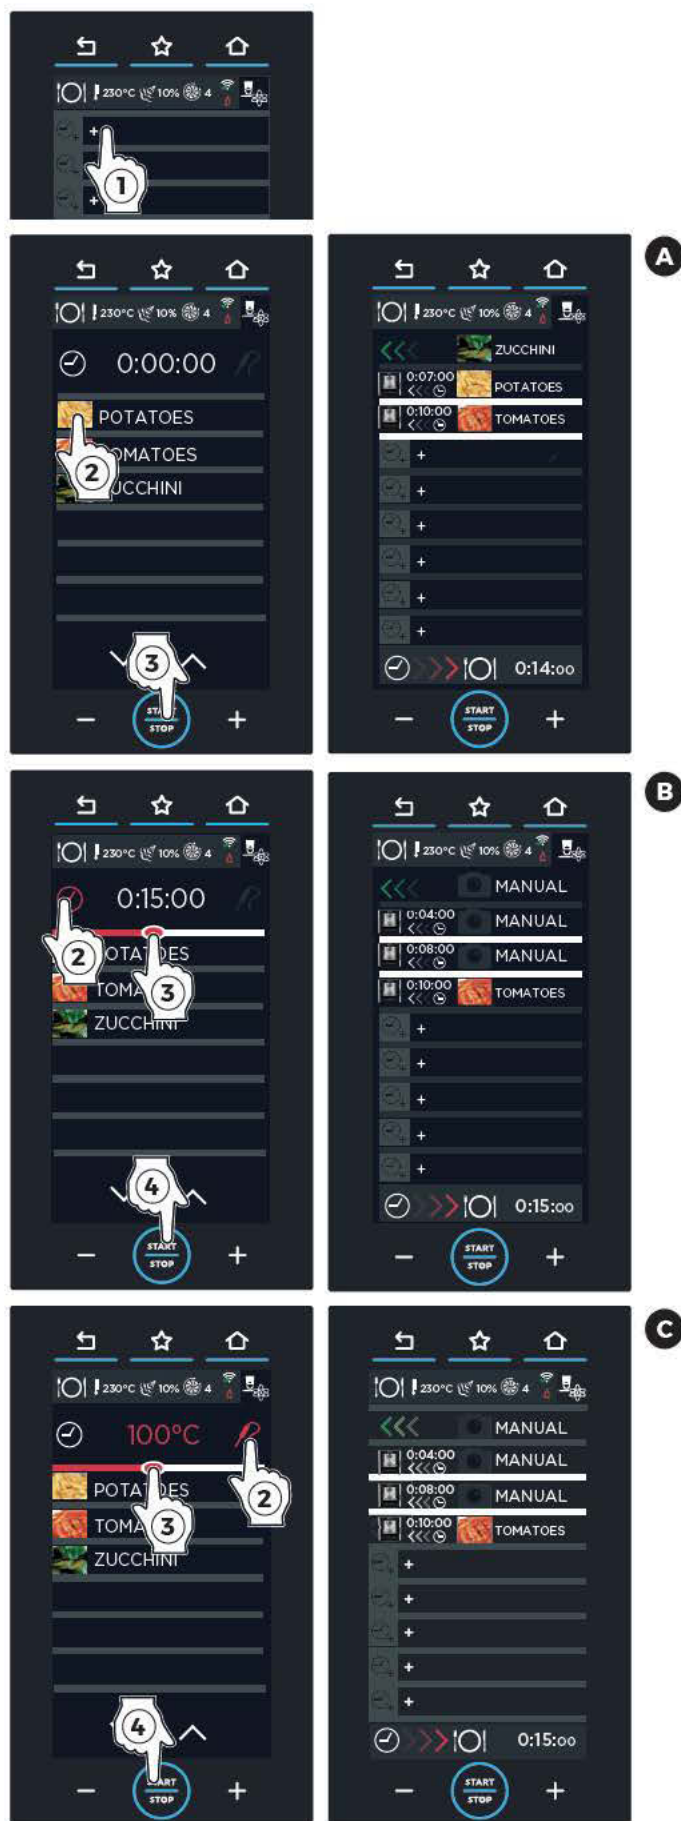 230°C 10% 4
+
1
+
A
230°C 10% 4
0:00:00
POTATOES
2
OMATOES
UCCHINI
3
START
STOP
- +
230°C 10% 4
ZUCCHINI
0:07:00 POTATOES
0:10:00 TOMATOES
+
+
+
+
+
+
0:14:00
- START +
STOP
B
230°C 10% 4
0:15:00
2
OTATOES
TOMA
3
ZUCCHINI
4
START
STOP
- +
230°C 10% 4
MANUAL
0:04:00 MANUAL
0:08:00 MANUAL
0:10:00 TOMATOES
+
+
+
+
+
0:15:00
- START +
STOP
C
230°C 10% 4
100°C
2
POTATOES
3
TOMA
ZUCCHINI
4
ART
STOP
- +
230°C 10% 4
MANUAL
0:04:00 MANUAL
0:08:00 MANUAL
0:10:00 TOMATOES
+
+
+
+
+
0:15:00
- START +
STOP